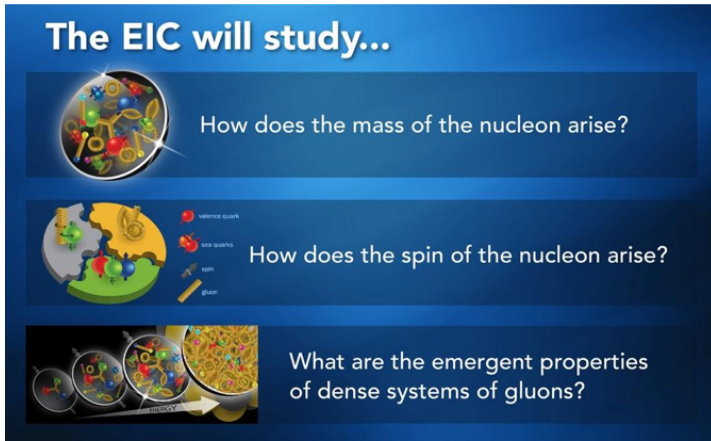 The EIC will study...
How does the mass of the nucleon arise?
valence quark
sea quarks
spin
gluon
How does the spin of the nucleon arise?
ENERGY
What are the emergent properties
of dense systems of gluons?